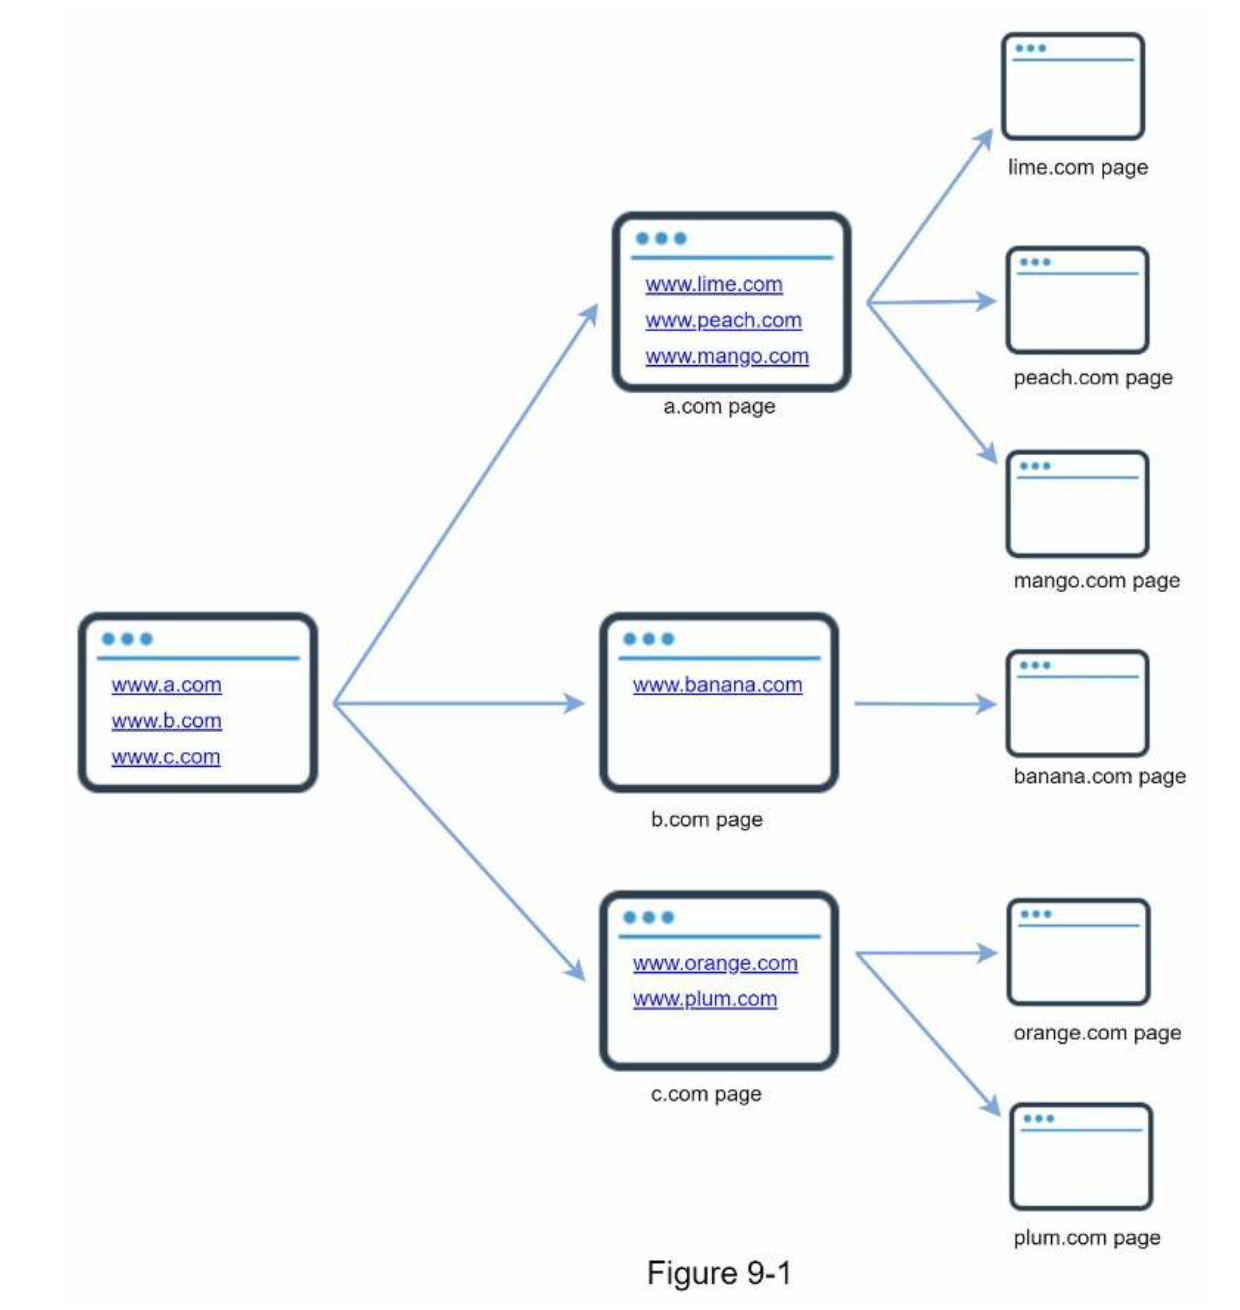 lime.com page
www.lime.com
www.peach.com
www.mango.com
a.com page
peach.com page
mango.com page
www.a.com
www.b.com
www.c.com
www.banana.com
b.com page
banana.com page
www.orange.com
www.plum.com
c.com page
orange.com page
plum.com page
Figure 9-1